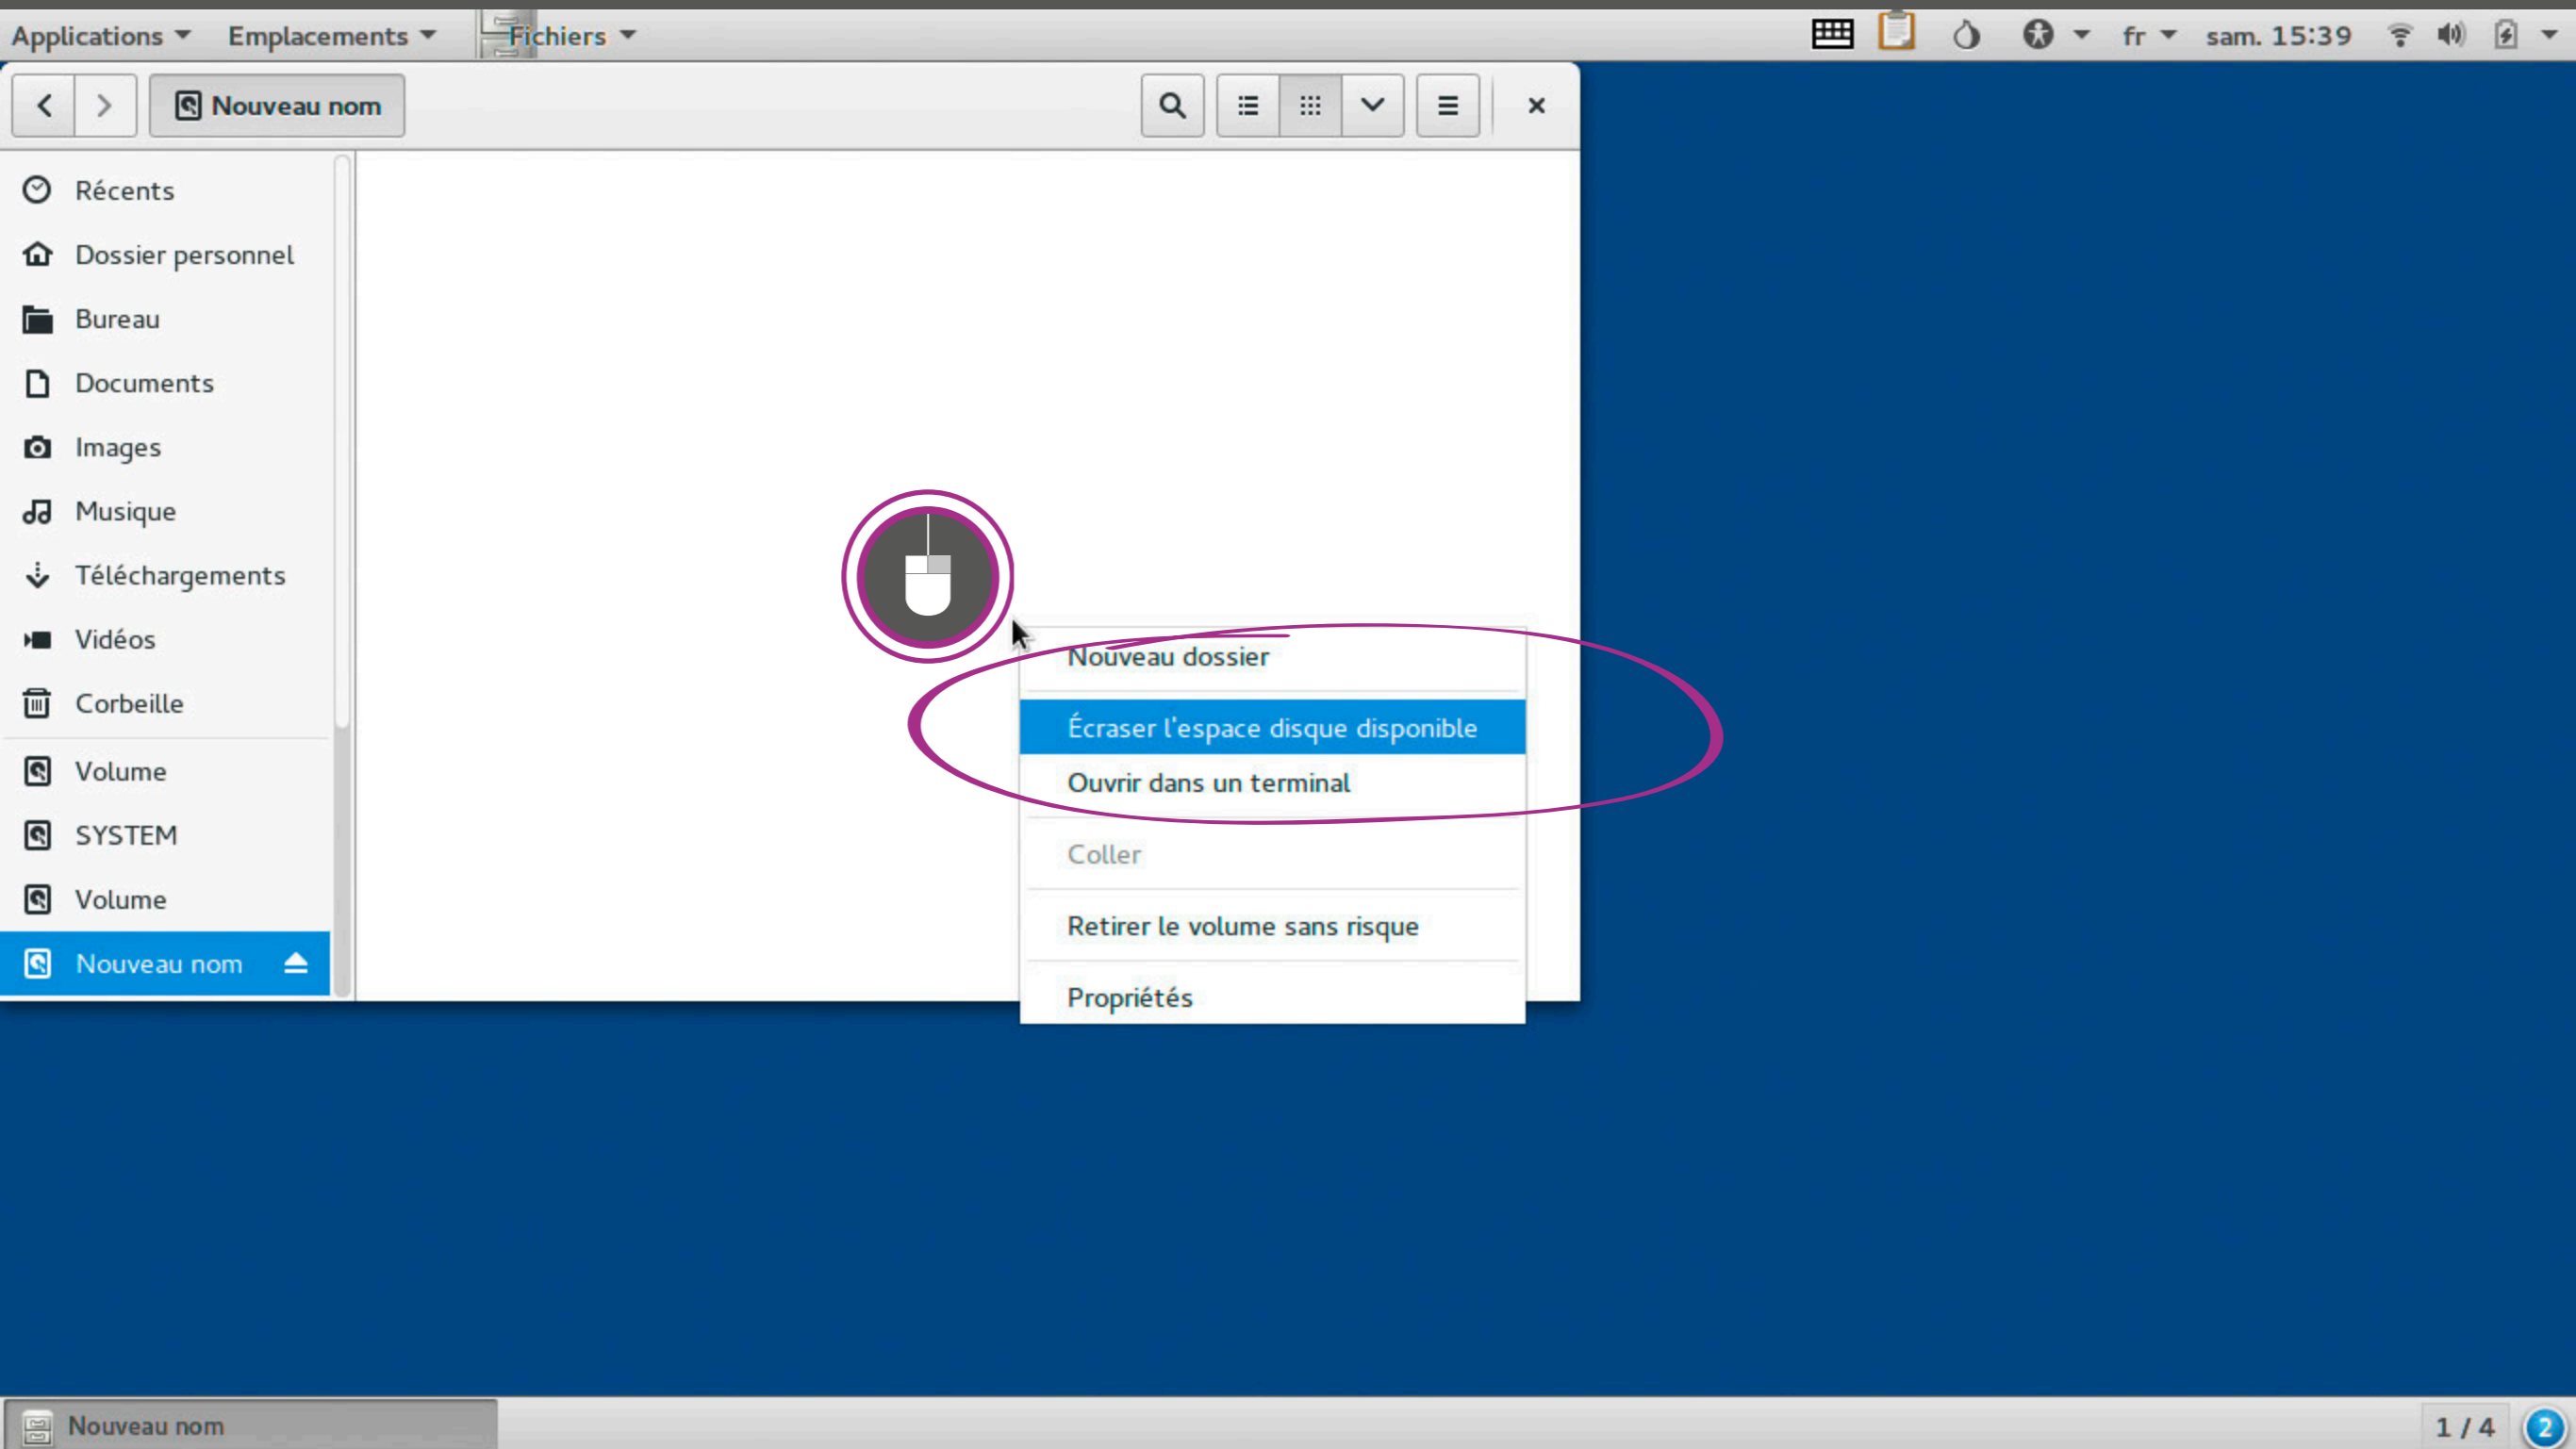 Applications Emplacements Fichiers fr sam. 15:39
Nouveau nom
Récents
Dossier personnel
Bureau
Documents
Images
Musique
Téléchargements
Vidéos
Corbeille
Volume
SYSTEM
Volume
Nouveau nom
Nouveau dossier
Écraser l'espace disque disponible
Ouvrir dans un terminal
Coller
Retirer le volume sans risque
Propriétés
Nouveau nom 1 / 4 2